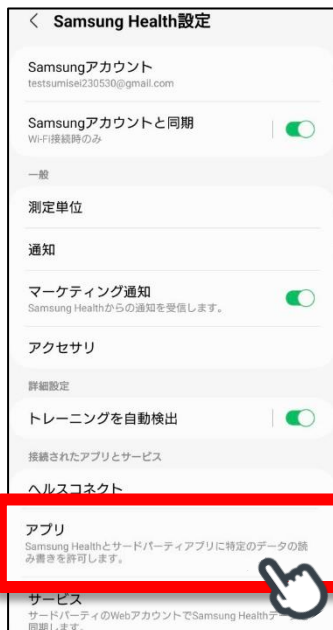 < Samsung Health設定
Samsungアカウント
testsumisei230530@gmail.com
Samsungアカウントと同期
Wi-Fi接続時のみ
一般
測定単位
通知
マーケティング通知
Samsung Healthからの通知を受信します。
アクセサリ
詳細設定
トレーニングを自動検出
接続されたアプリとサービス
ヘルスコネクト
アプリ
Samsung Healthとサードパーティアプリに特定のデータの読
み書きを許可します。
サービス
サードパーティのWebアカウントでSamsung Healthデー
同期します。